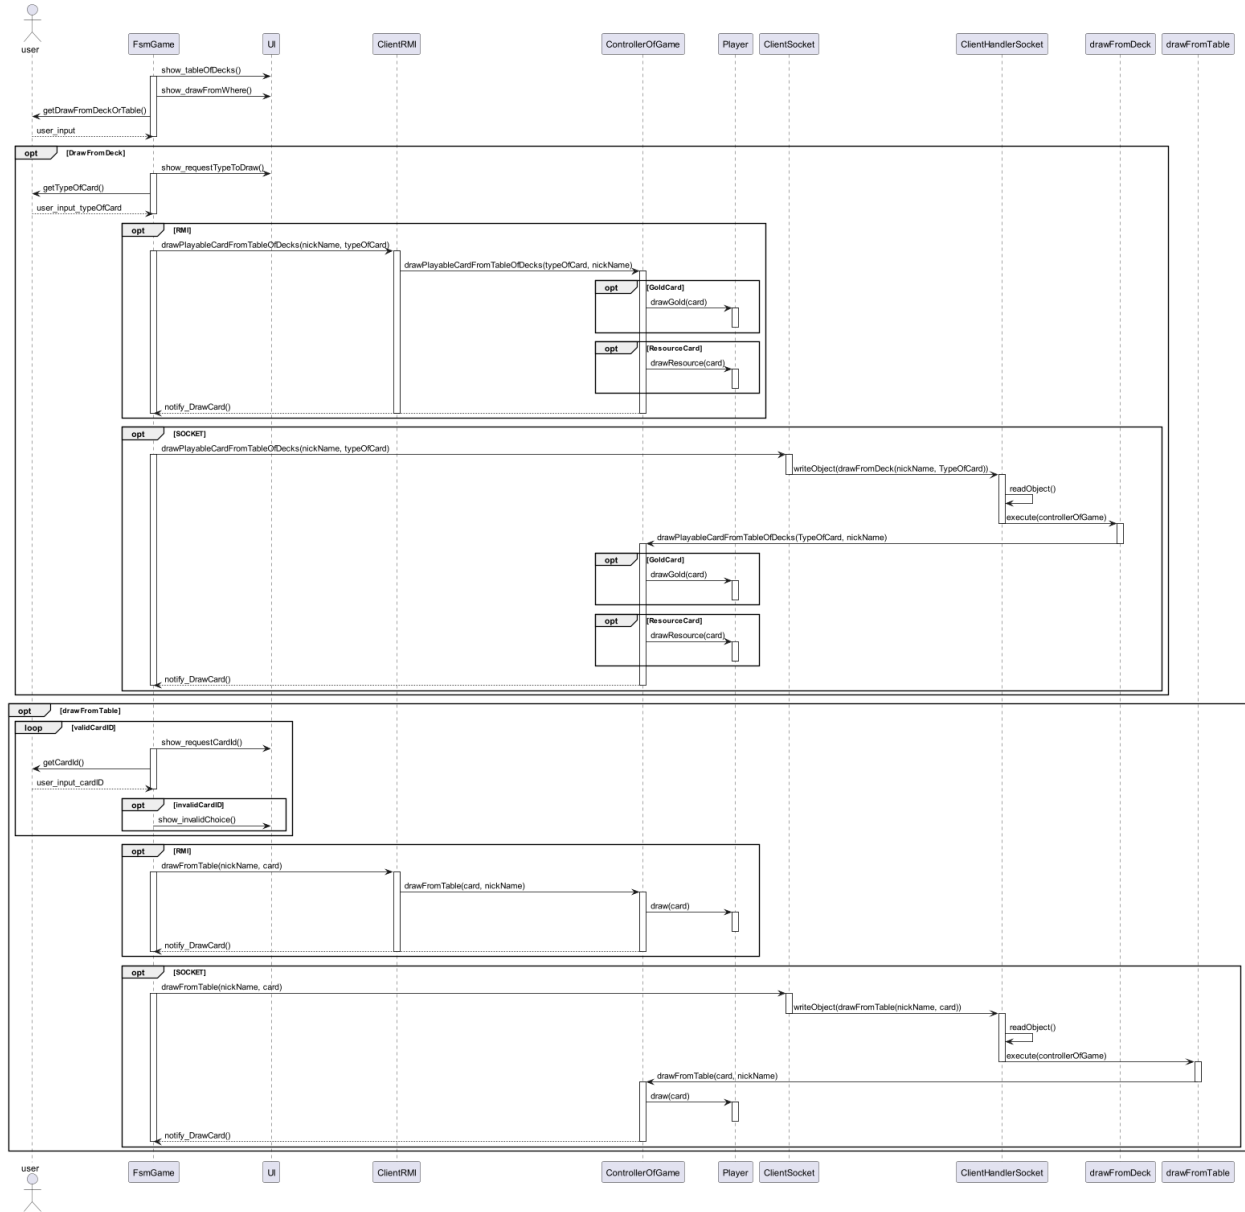 user
FsmGame UI ClientRMI ControllerOfGame Player ClientSocket ClientHandlerSocket drawFromDeck drawFromTable
show_tableOfDecks()
show_drawFromWhere()
getDrawFromDeckOrTable()
user_input
opt [DrawFromDeck]
show_requestTypeToDraw()
getTypeOfCard()
user_input_typeOfCard
opt [RMI]
drawPlayableCardFromTableOfDecks(nickName, typeOfCard)
drawPlayableCardFromTableOfDecks(typeOfCard, nickName)
opt [GoldCard]
drawGold(card)
opt [ResourceCard]
drawResource(card)
notify_DrawCard()
opt [SOCKET]
drawPlayableCardFromTableOfDecks(nickName, typeOfCard)
writeObject(drawFromDeck(nickName, TypeOfCard))
readObject()
execute(controllerOfGame)
drawPlayableCardFromTableOfDecks(TypeOfCard, nickName)
opt [GoldCard]
drawGold(card)
opt [ResourceCard]
drawResource(card)
notify_DrawCard()
opt [drawFromTable]
loop [validCardID]
show_requestCardId()
getCardId()
user_input_cardID
opt [invalidCardID]
show_invalidChoice()
opt [RMI]
drawFromTable(nickName, card)
drawFromTable(card, nickName)
draw(card)
notify_DrawCard()
opt [SOCKET]
drawFromTable(nickName, card)
writeObject(drawFromTable(nickName, card))
readObject()
execute(controllerOfGame)
drawFromTable(card, nickName)
draw(card)
notify_DrawCard()
user
FsmGame UI ClientRMI ControllerOfGame Player ClientSocket ClientHandlerSocket drawFromDeck drawFromTable